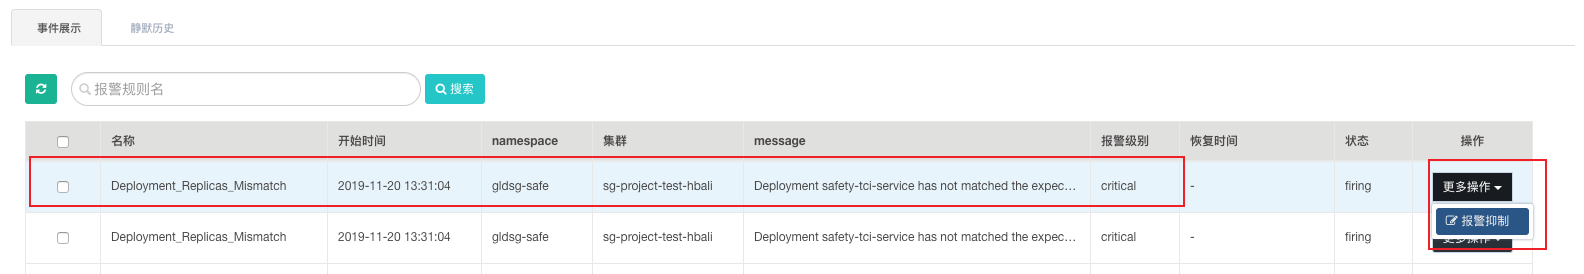 事件展示 静默历史
报警规则名 搜索
名称 开始时间 namespace 集群 message 报警级别 恢复时间 状态 操作
Deployment_Replicas_Mismatch 2019-11-20 13:31:04 gldsg-safe sg-project-test-hbali Deployment safety-tci-service has not matched the expec... critical - firing 更多操作
报警抑制
Deployment_Replicas_Mismatch 2019-11-20 13:31:04 gldsg-safe sg-project-test-hbali Deployment safety-tci-service has not matched the expec... critical - firing 更多操作